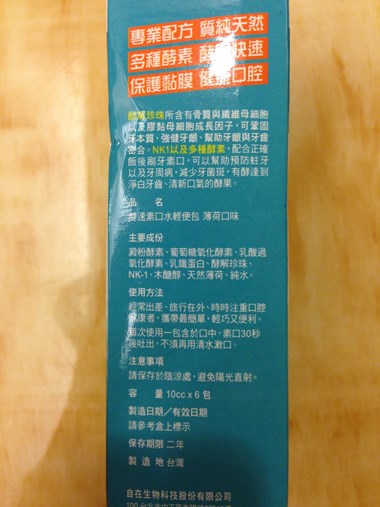 專業配方 質純天然
多種酵素 酵 快速
保護黏膜 健 口腔
珍珠所含有骨質與纖維母細胞
以及膠黏母細胞成長因子，可鞏固
牙本質、強健牙齦、幫助牙齦與牙齒
密合。NK1以及多種酵素，配合正確
飯後刷牙素口，可以幫助預防蛀牙
以及牙周病，減少牙菌斑，有酵達到
淨白牙齒、清新口氣的酵果。
品 名
酵速素口水輕便包 薄荷口味
主要成份
澱粉酵素、葡萄糖氧化酵素、乳酸過
氧化酵素、乳鐵蛋白、酵解珍珠、
NK-1、木醣醇、天然薄荷、純水。
使用方法
經常出差、旅行在外、時時注重口腔
健康者，攜帶最簡單，輕巧又便利。
每次使用一包含於口中，素口30秒
後吐出，不須再用清水漱口。
注意事項
請保存於陰涼處，避免陽光直射。
容 量 10cc x 6 包
製造日期／有效日期
請參考盒上標示
保存期限 二年
製 造 地 台灣
自在生物科技股份有限公司